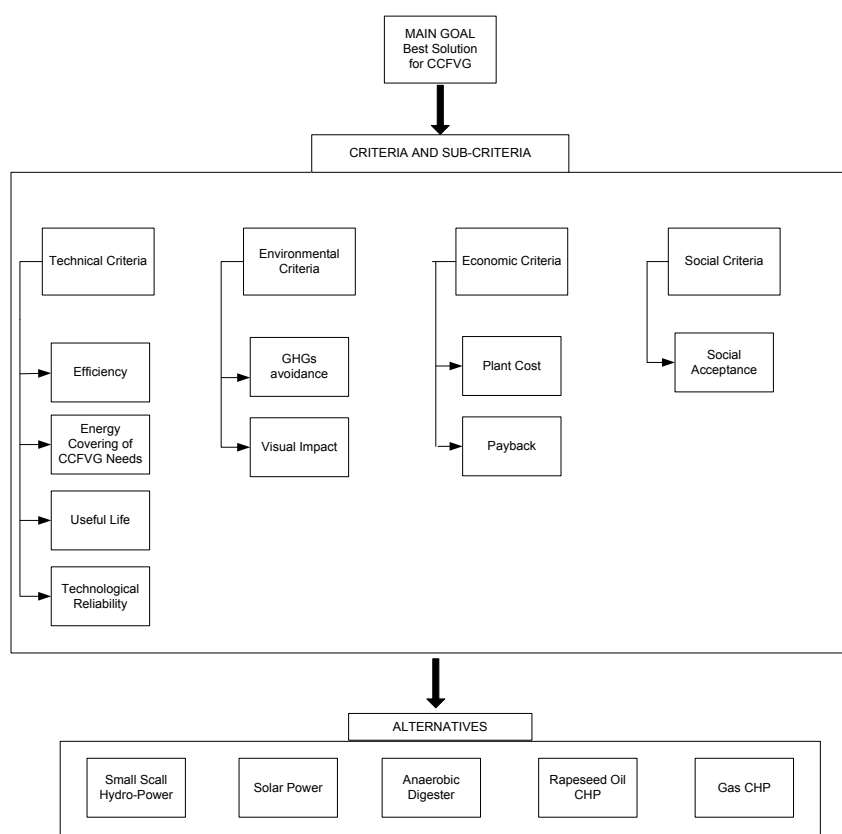 MAIN GOAL
Best Solution
for CCFVG
CRITERIA AND SUB-CRITERIA
Technical Criteria
Environmental
Criteria
Economic Criteria
Social Criteria
Efficiency
GHGs
avoidance
Plant Cost
Social
Acceptance
Energy
Covering of
CCFVG Needs
Visual Impact
Payback
Useful Life
Technological
Reliability
ALTERNATIVES
Small Scall
Hydro-Power
Solar Power
Anaerobic
Digester
Rapeseed Oil
CHP
Gas CHP